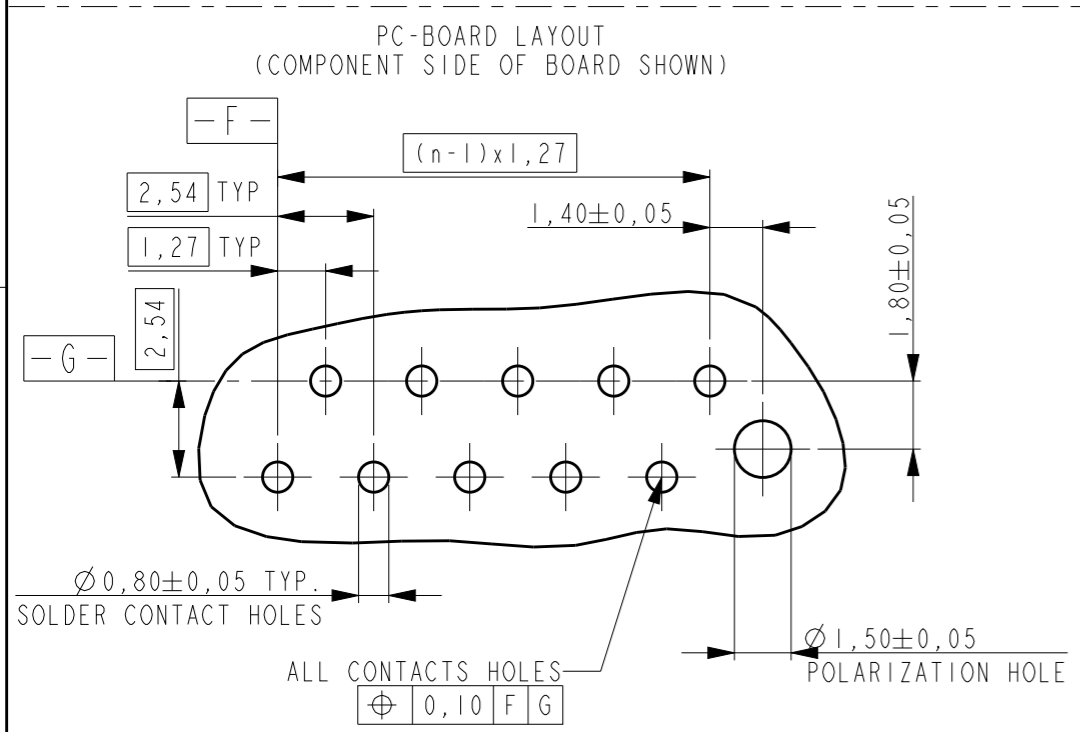 PC-BOARD LAYOUT
(COMPONENT SIDE OF BOARD SHOWN)
-F-
(n-1)x1,27
2,54 TYP
1,40±0,05
1,80±0,05
1,27 TYP
2,54
-G-
Ø0,80±0,05 TYP.
SOLDER CONTACT HOLES
Ø1,50±0,05
POLARIZATION HOLE
ALL CONTACTS HOLES
⌖ 0,10 F G